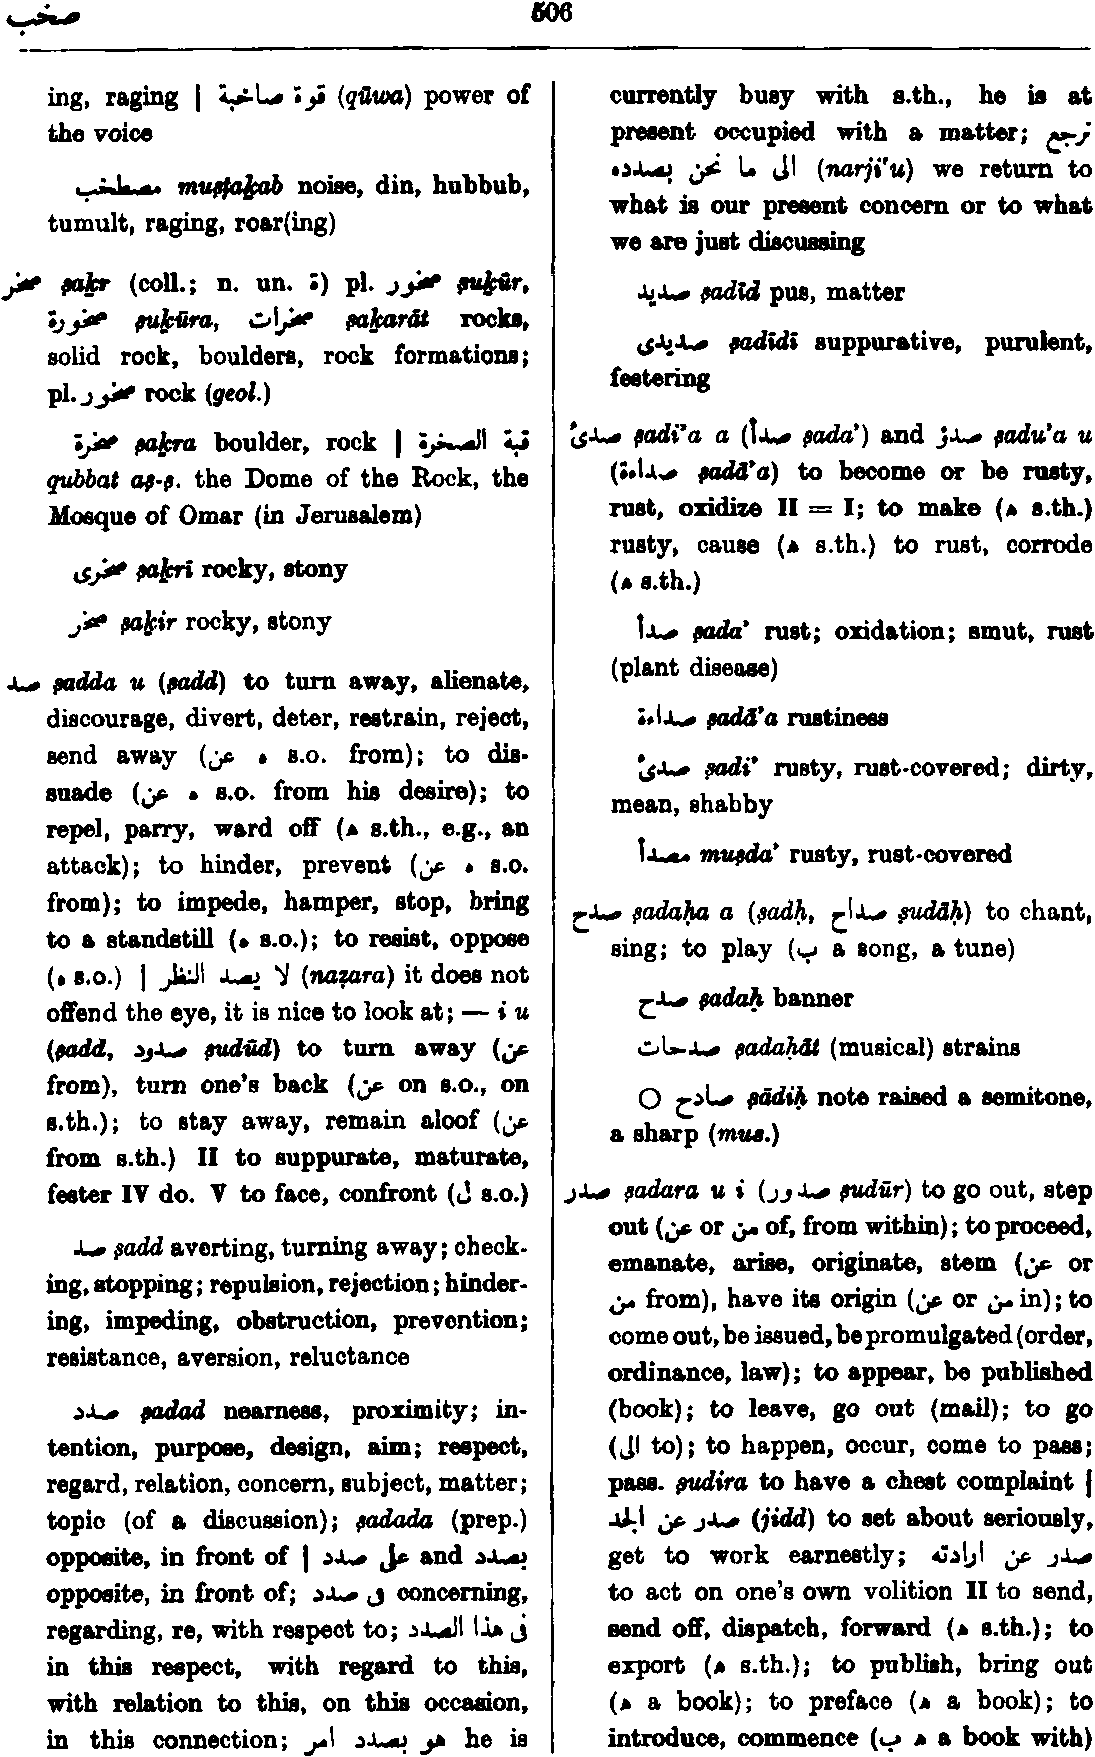 صخب
506
ing, raging | قوة صاخبة (qūwa) power of
the voice
مصطخب muṣṭaḵab noise, din, hubbub,
tumult, raging, roar(ing)
صخر ṣaḵr (coll.; n. un. ة) pl. صخور ṣuḵūr,
صخورة ṣuḵūra, صخرات ṣaḵarāt rocks,
solid rock, boulders, rock formations;
pl. صخور rock (geol.)
صخرة ṣaḵra boulder, rock | قبة الصخرة
qubbat aṣ-ṣ. the Dome of the Rock, the
Mosque of Omar (in Jerusalem)
صخرى ṣaḵrī rocky, stony
صخر ṣaḵir rocky, stony
صد ṣadda u (ṣadd) to turn away, alienate,
discourage, divert, deter, restrain, reject,
send away (ه عن s.o. from); to dis-
suade (ه عن s.o. from his desire); to
repel, parry, ward off (ﻫ s.th., e.g., an
attack); to hinder, prevent (ه عن s.o.
from); to impede, hamper, stop, bring
to a standstill (ه s.o.); to resist, oppose
(ه s.o.) | لا يصد النظر (naẓara) it does not
offend the eye, it is nice to look at; — i u
(ṣadd, صدود ṣudūd) to turn away (عن
from), turn one's back (عن on s.o., on
s.th.); to stay away, remain aloof (عن
from s.th.) II to suppurate, maturate,
fester IV do. V to face, confront (ل s.o.)
صد ṣadd averting, turning away; check-
ing, stopping; repulsion, rejection; hinder-
ing, impeding, obstruction, prevention;
resistance, aversion, reluctance
صدد ṣadad nearness, proximity; in-
tention, purpose, design, aim; respect,
regard, relation, concern, subject, matter;
topic (of a discussion); ṣadada (prep.)
opposite, in front of | على صدد and بصدد
opposite, in front of; فى صدد concerning,
regarding, re, with respect to; فى هذا الصدد
in this respect, with regard to this,
with relation to this, on this occasion,
in this connection; هو بصدد امر he is
currently busy with s.th., he is at
present occupied with a matter; نرجع
الى ما نحن بصدده (narji'u) we return to
what is our present concern or to what
we are just discussing
صديد ṣadīd pus, matter
صديدى ṣadīdī suppurative, purulent,
festering
صدئ ṣadi'a a (صدأ ṣada') and صدؤ ṣadu'a u
(صداءة ṣadā'a) to become or be rusty,
rust, oxidize II = I; to make (ﻫ s.th.)
rusty, cause (ﻫ s.th.) to rust, corrode
(ﻫ s.th.)
صدأ ṣada' rust; oxidation; smut, rust
(plant disease)
صداءة ṣadā'a rustiness
صدئ ṣadi' rusty, rust-covered; dirty,
mean, shabby
مصدأ muṣda' rusty, rust-covered
صدح ṣadaḥa a (ṣadḥ, صداح ṣudāḥ) to chant,
sing; to play (ب a song, a tune)
صدح ṣadaḥ banner
صدحات ṣadaḥāt (musical) strains
○ صادح ṣādiḥ note raised a semitone,
a sharp (mus.)
صدر ṣadara u i (صدور ṣudūr) to go out, step
out (عن or من of, from within); to proceed,
emanate, arise, originate, stem (عن or
من from), have its origin (عن or من in); to
come out, be issued, be promulgated (order,
ordinance, law); to appear, be published
(book); to leave, go out (mail); to go
(الى to); to happen, occur, come to pass;
pass. ṣudira to have a chest complaint |
صدر عن الجد (jidd) to set about seriously,
get to work earnestly; صدر عن ارادته
to act on one's own volition II to send,
send off, dispatch, forward (ﻫ s.th.); to
export (ﻫ s.th.); to publish, bring out
(ﻫ a book); to preface (ﻫ a book); to
introduce, commence (ﻫ ب a book with)